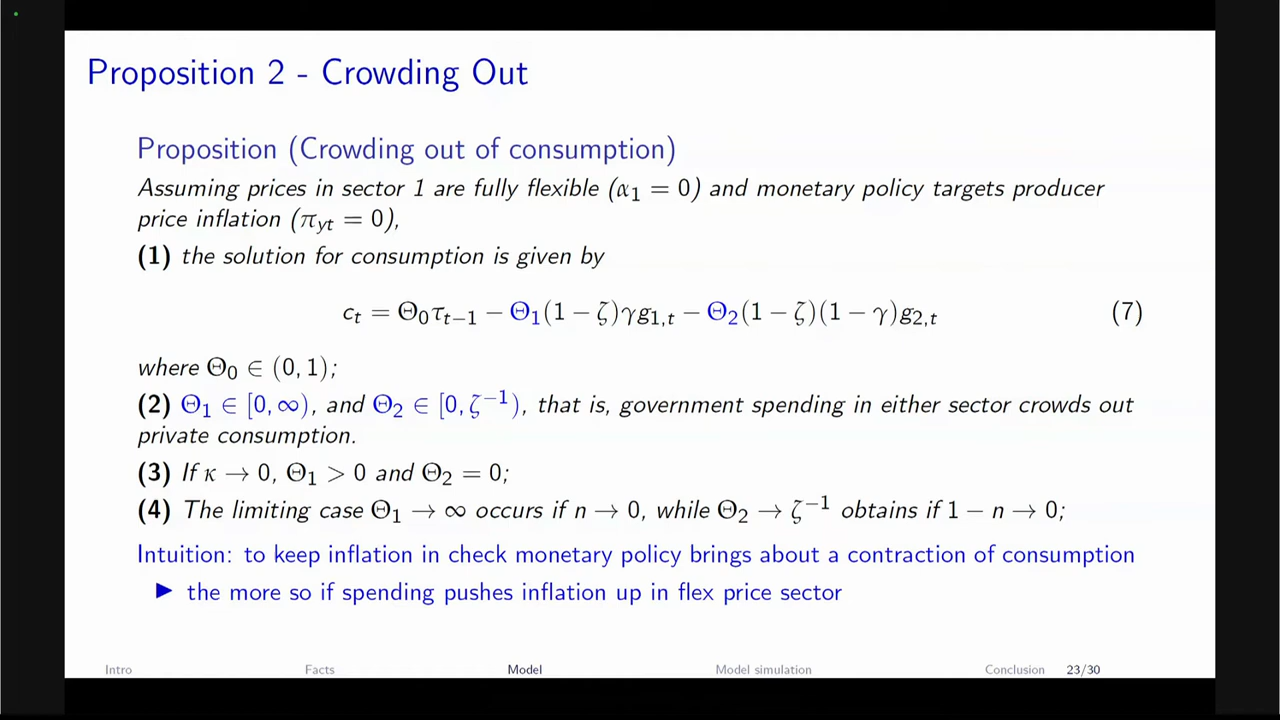 Proposition 2 - Crowding Out
Proposition (Crowding out of consumption)
Assuming prices in sector 1 are fully flexible (α₁ = 0) and monetary policy targets producer
price inflation (π_yt = 0),
(1) the solution for consumption is given by
c_t = Θ₀τ_{t−1} − Θ₁(1 − ζ)γg_{1,t} − Θ₂(1 − ζ)(1 − γ)g_{2,t} (7)
where Θ₀ ∈ (0, 1);
(2) Θ₁ ∈ [0, ∞), and Θ₂ ∈ [0, ζ⁻¹), that is, government spending in either sector crowds out
private consumption.
(3) If κ → 0, Θ₁ > 0 and Θ₂ = 0;
(4) The limiting case Θ₁ → ∞ occurs if n → 0, while Θ₂ → ζ⁻¹ obtains if 1 − n → 0;
Intuition: to keep inflation in check monetary policy brings about a contraction of consumption
▶ the more so if spending pushes inflation up in flex price sector
Intro Facts Model Model simulation Conclusion 23/30